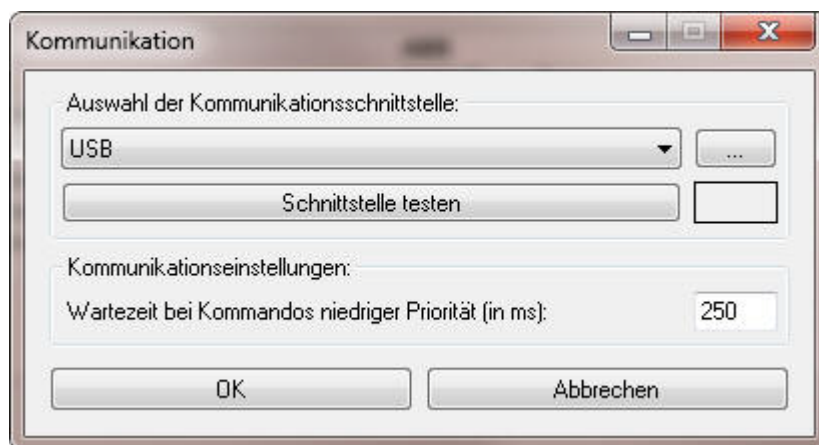 Kommunikation
Auswahl der Kommunikationsschnittstelle:
USB
...
Schnittstelle testen
Kommunikationseinstellungen:
Wartezeit bei Kommandos niedriger Priorität (in ms): 250
OK Abbrechen